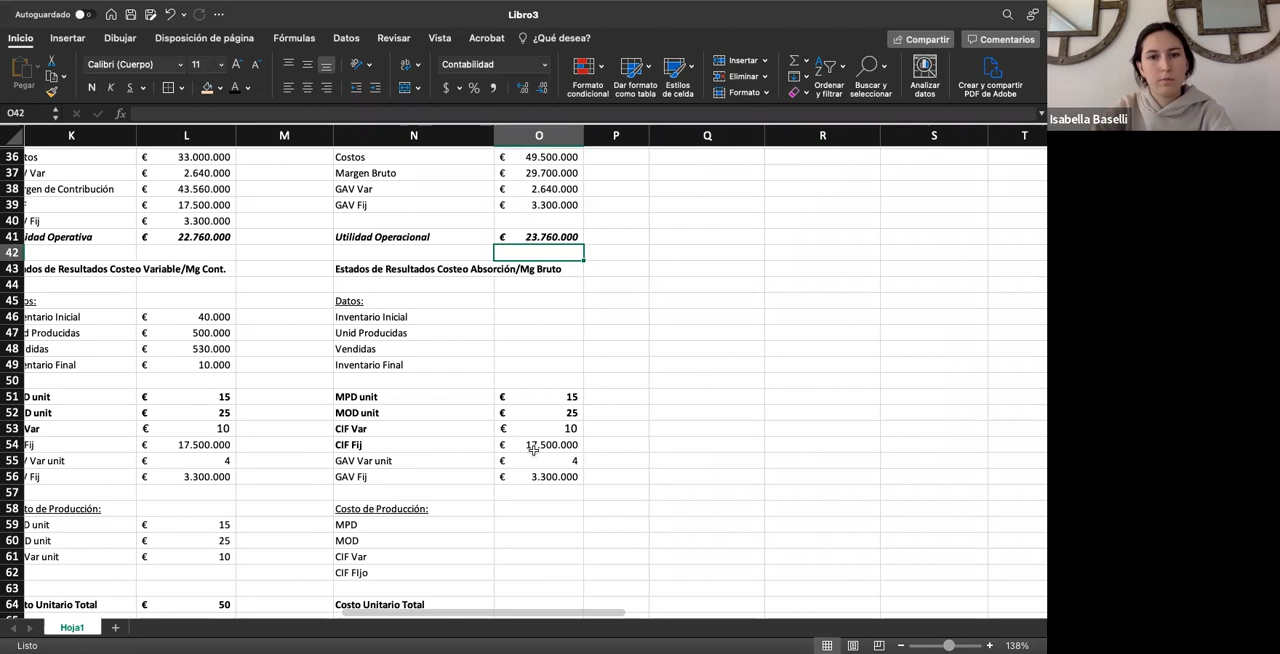 Autoguardado
Libro3
Inicio Insertar Dibujar Disposición de página Fórmulas Datos Revisar Vista Acrobat ¿Qué desea? Compartir Comentarios
Pegar Calibri (Cuerpo) 11 A A Contabilidad Insertar
N K S A $ % Eliminar
Formato condicional Dar formato como tabla Estilos de celda Formato Ordenar y filtrar Buscar y seleccionar Analizar datos Crear y compartir PDF de Adobe
O42 fx
Isabella Baselli
K L M N O P Q R S T
36 tos € 33.000.000 Costos € 49.500.000
37 / Var € 2.640.000 Margen Bruto € 29.700.000
38 rgen de Contribución € 43.560.000 GAV Var € 2.640.000
39 € 17.500.000 GAV Fij € 3.300.000
40 / Fij € 3.300.000
41 idad Operativa € 22.760.000 Utilidad Operacional € 23.760.000
42
43 dos de Resultados Costeo Variable/Mg Cont. Estados de Resultados Costeo Absorción/Mg Bruto
44
45 os: Datos:
46 entario Inicial € 40.000 Inventario Inicial
47 d Producidas € 500.000 Unid Producidas
48 didas € 530.000 Vendidas
49 entario Final € 10.000 Inventario Final
50
51 D unit € 15 MPD unit € 15
52 D unit € 25 MOD unit € 25
53 Var € 10 CIF Var € 10
54 Fij € 17.500.000 CIF Fij € 17.500.000
55 / Var unit € 4 GAV Var unit € 4
56 / Fij € 3.300.000 GAV Fij € 3.300.000
57
58 to de Producción: Costo de Producción:
59 D unit € 15 MPD
60 D unit € 25 MOD
61 Var unit € 10 CIF Var
62 CIF FIjo
63
64 to Unitario Total € 50 Costo Unitario Total
Hoja1 +
Listo 138%